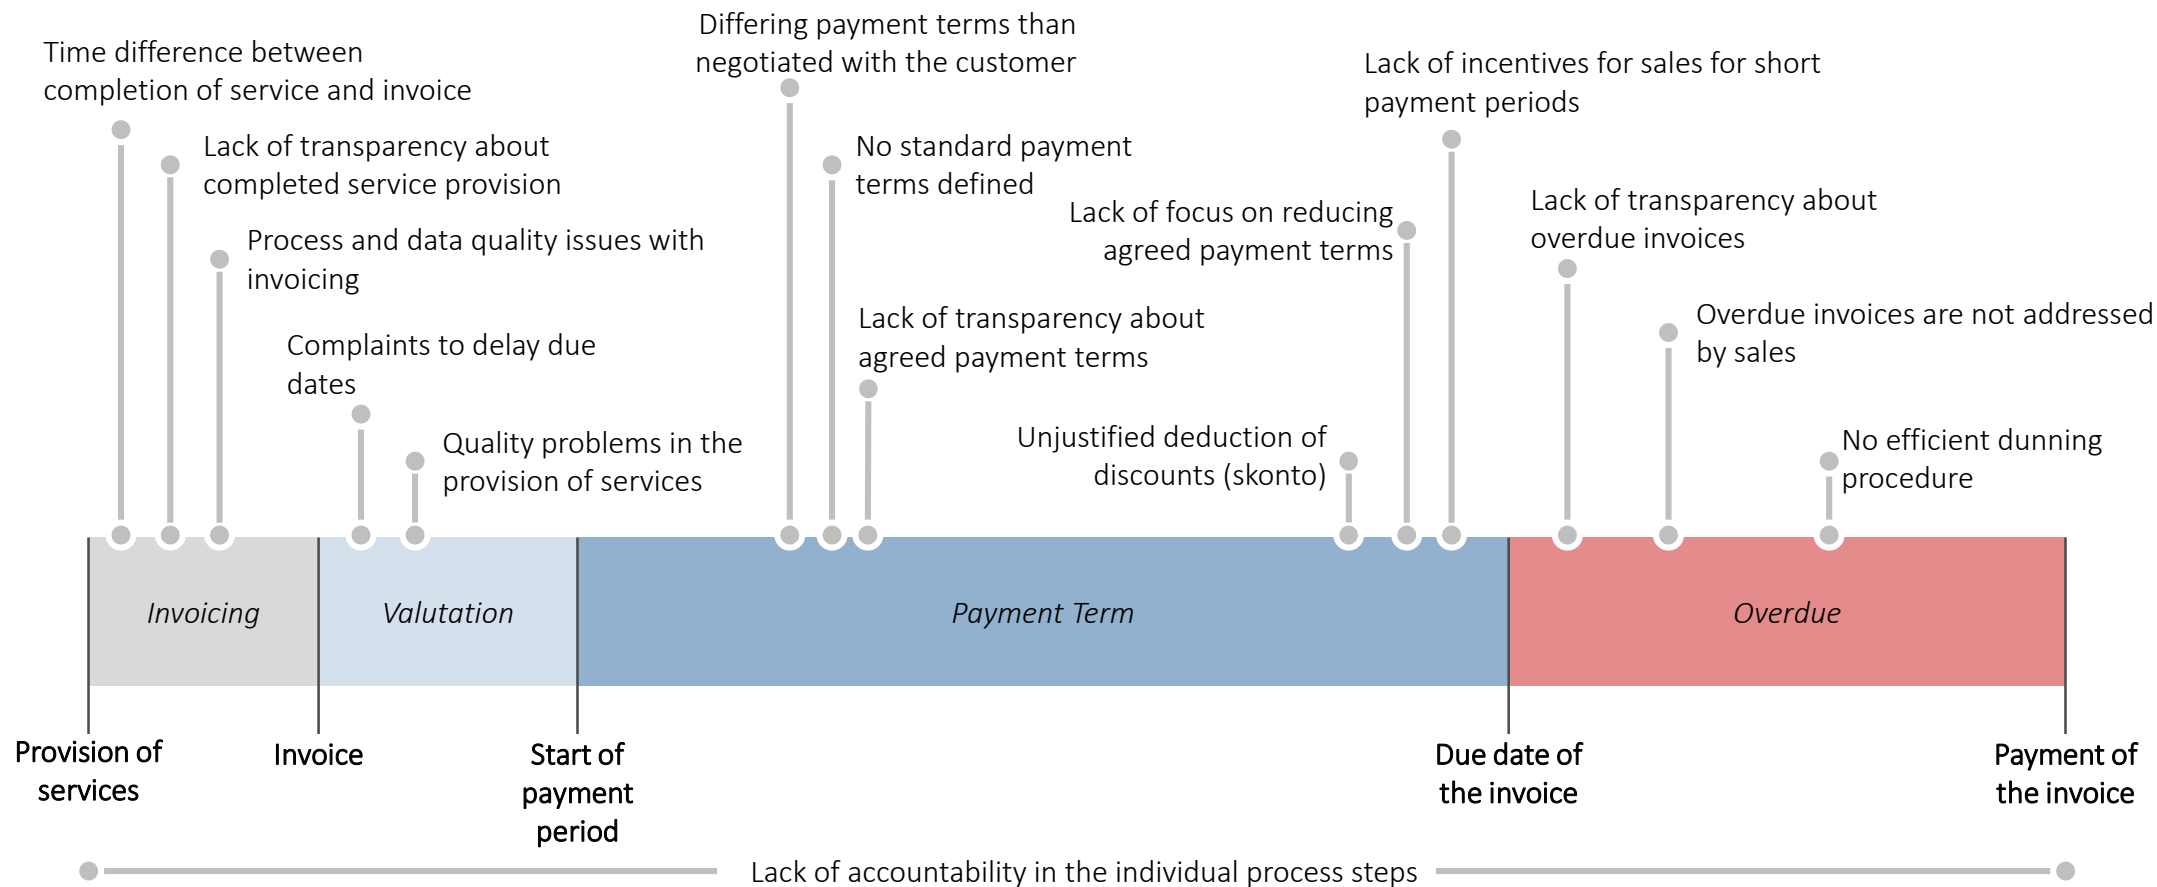 Time difference between
completion of service and invoice
Lack of transparency about
completed service provision
Process and data quality issues with
invoicing
Complaints to delay due
dates
Quality problems in the
provision of services
Differing payment terms than
negotiated with the customer
No standard payment
terms defined
Lack of transparency about
agreed payment terms
Unjustified deduction of
discounts (skonto)
Lack of focus on reducing
agreed payment terms
Lack of incentives for sales for short
payment periods
Lack of transparency about
overdue invoices
Overdue invoices are not addressed
by sales
No efficient dunning
procedure
Invoicing
Valutation
Payment Term
Overdue
Provision of
services
Invoice
Start of
payment
period
Due date of
the invoice
Payment of
the invoice
Lack of accountability in the individual process steps